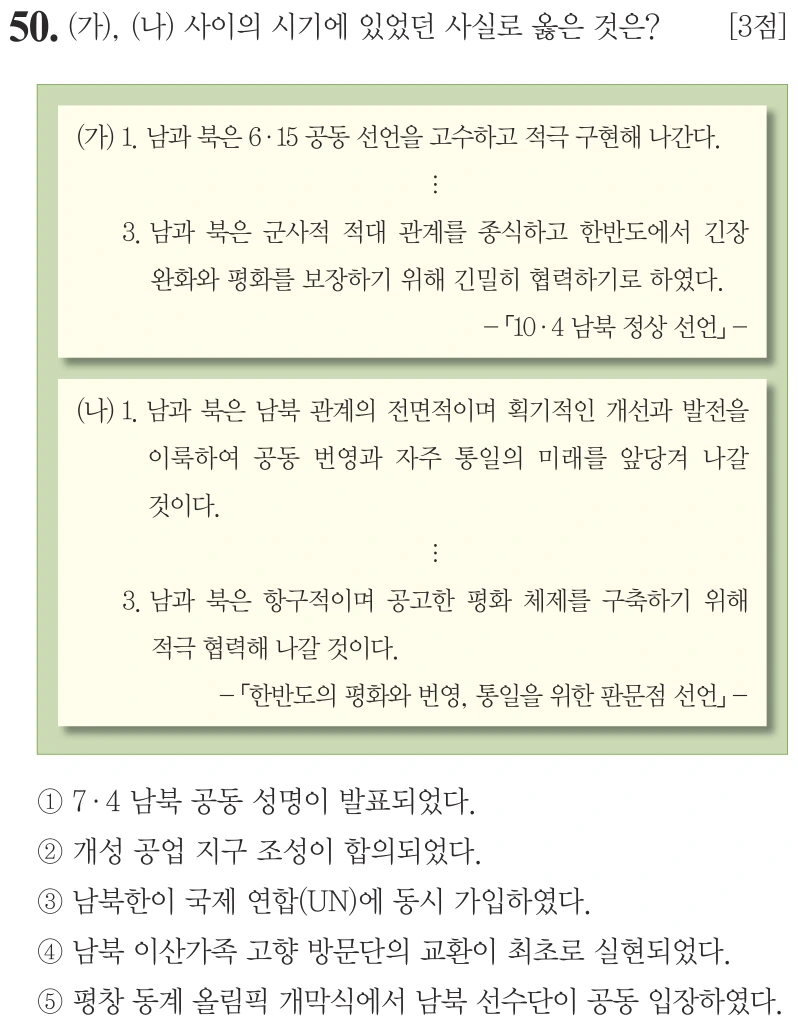 50. (가), (나) 사이의 시기에 있었던 사실로 옳은 것은? [3점]
(가) 1. 남과 북은 6·15 공동 선언을 고수하고 적극 구현해 나간다.
⋮
3. 남과 북은 군사적 적대 관계를 종식하고 한반도에서 긴장
완화와 평화를 보장하기 위해 긴밀히 협력하기로 하였다.
-「10·4 남북 정상 선언」-
(나) 1. 남과 북은 남북 관계의 전면적이며 획기적인 개선과 발전을
이룩하여 공동 번영과 자주 통일의 미래를 앞당겨 나갈
것이다.
⋮
3. 남과 북은 항구적이며 공고한 평화 체제를 구축하기 위해
적극 협력해 나갈 것이다.
-「한반도의 평화와 번영, 통일을 위한 판문점 선언」-
① 7·4 남북 공동 성명이 발표되었다.
② 개성 공업 지구 조성이 합의되었다.
③ 남북한이 국제 연합(UN)에 동시 가입하였다.
④ 남북 이산가족 고향 방문단의 교환이 최초로 실현되었다.
⑤ 평창 동계 올림픽 개막식에서 남북 선수단이 공동 입장하였다.